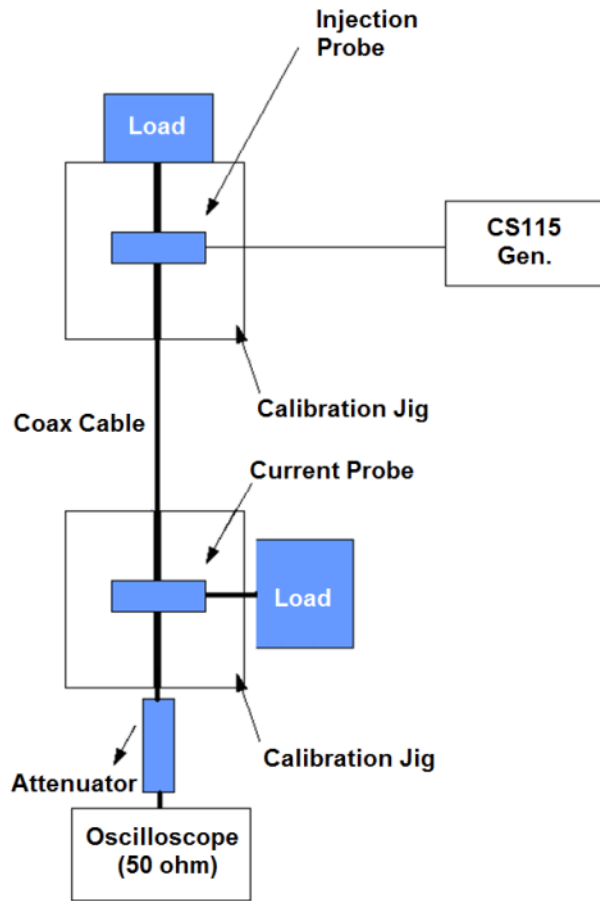 Injection
Probe
Load
CS115
Gen.
Calibration Jig
Coax Cable
Current Probe
Load
Calibration Jig
Attenuator
Oscilloscope
(50 ohm)